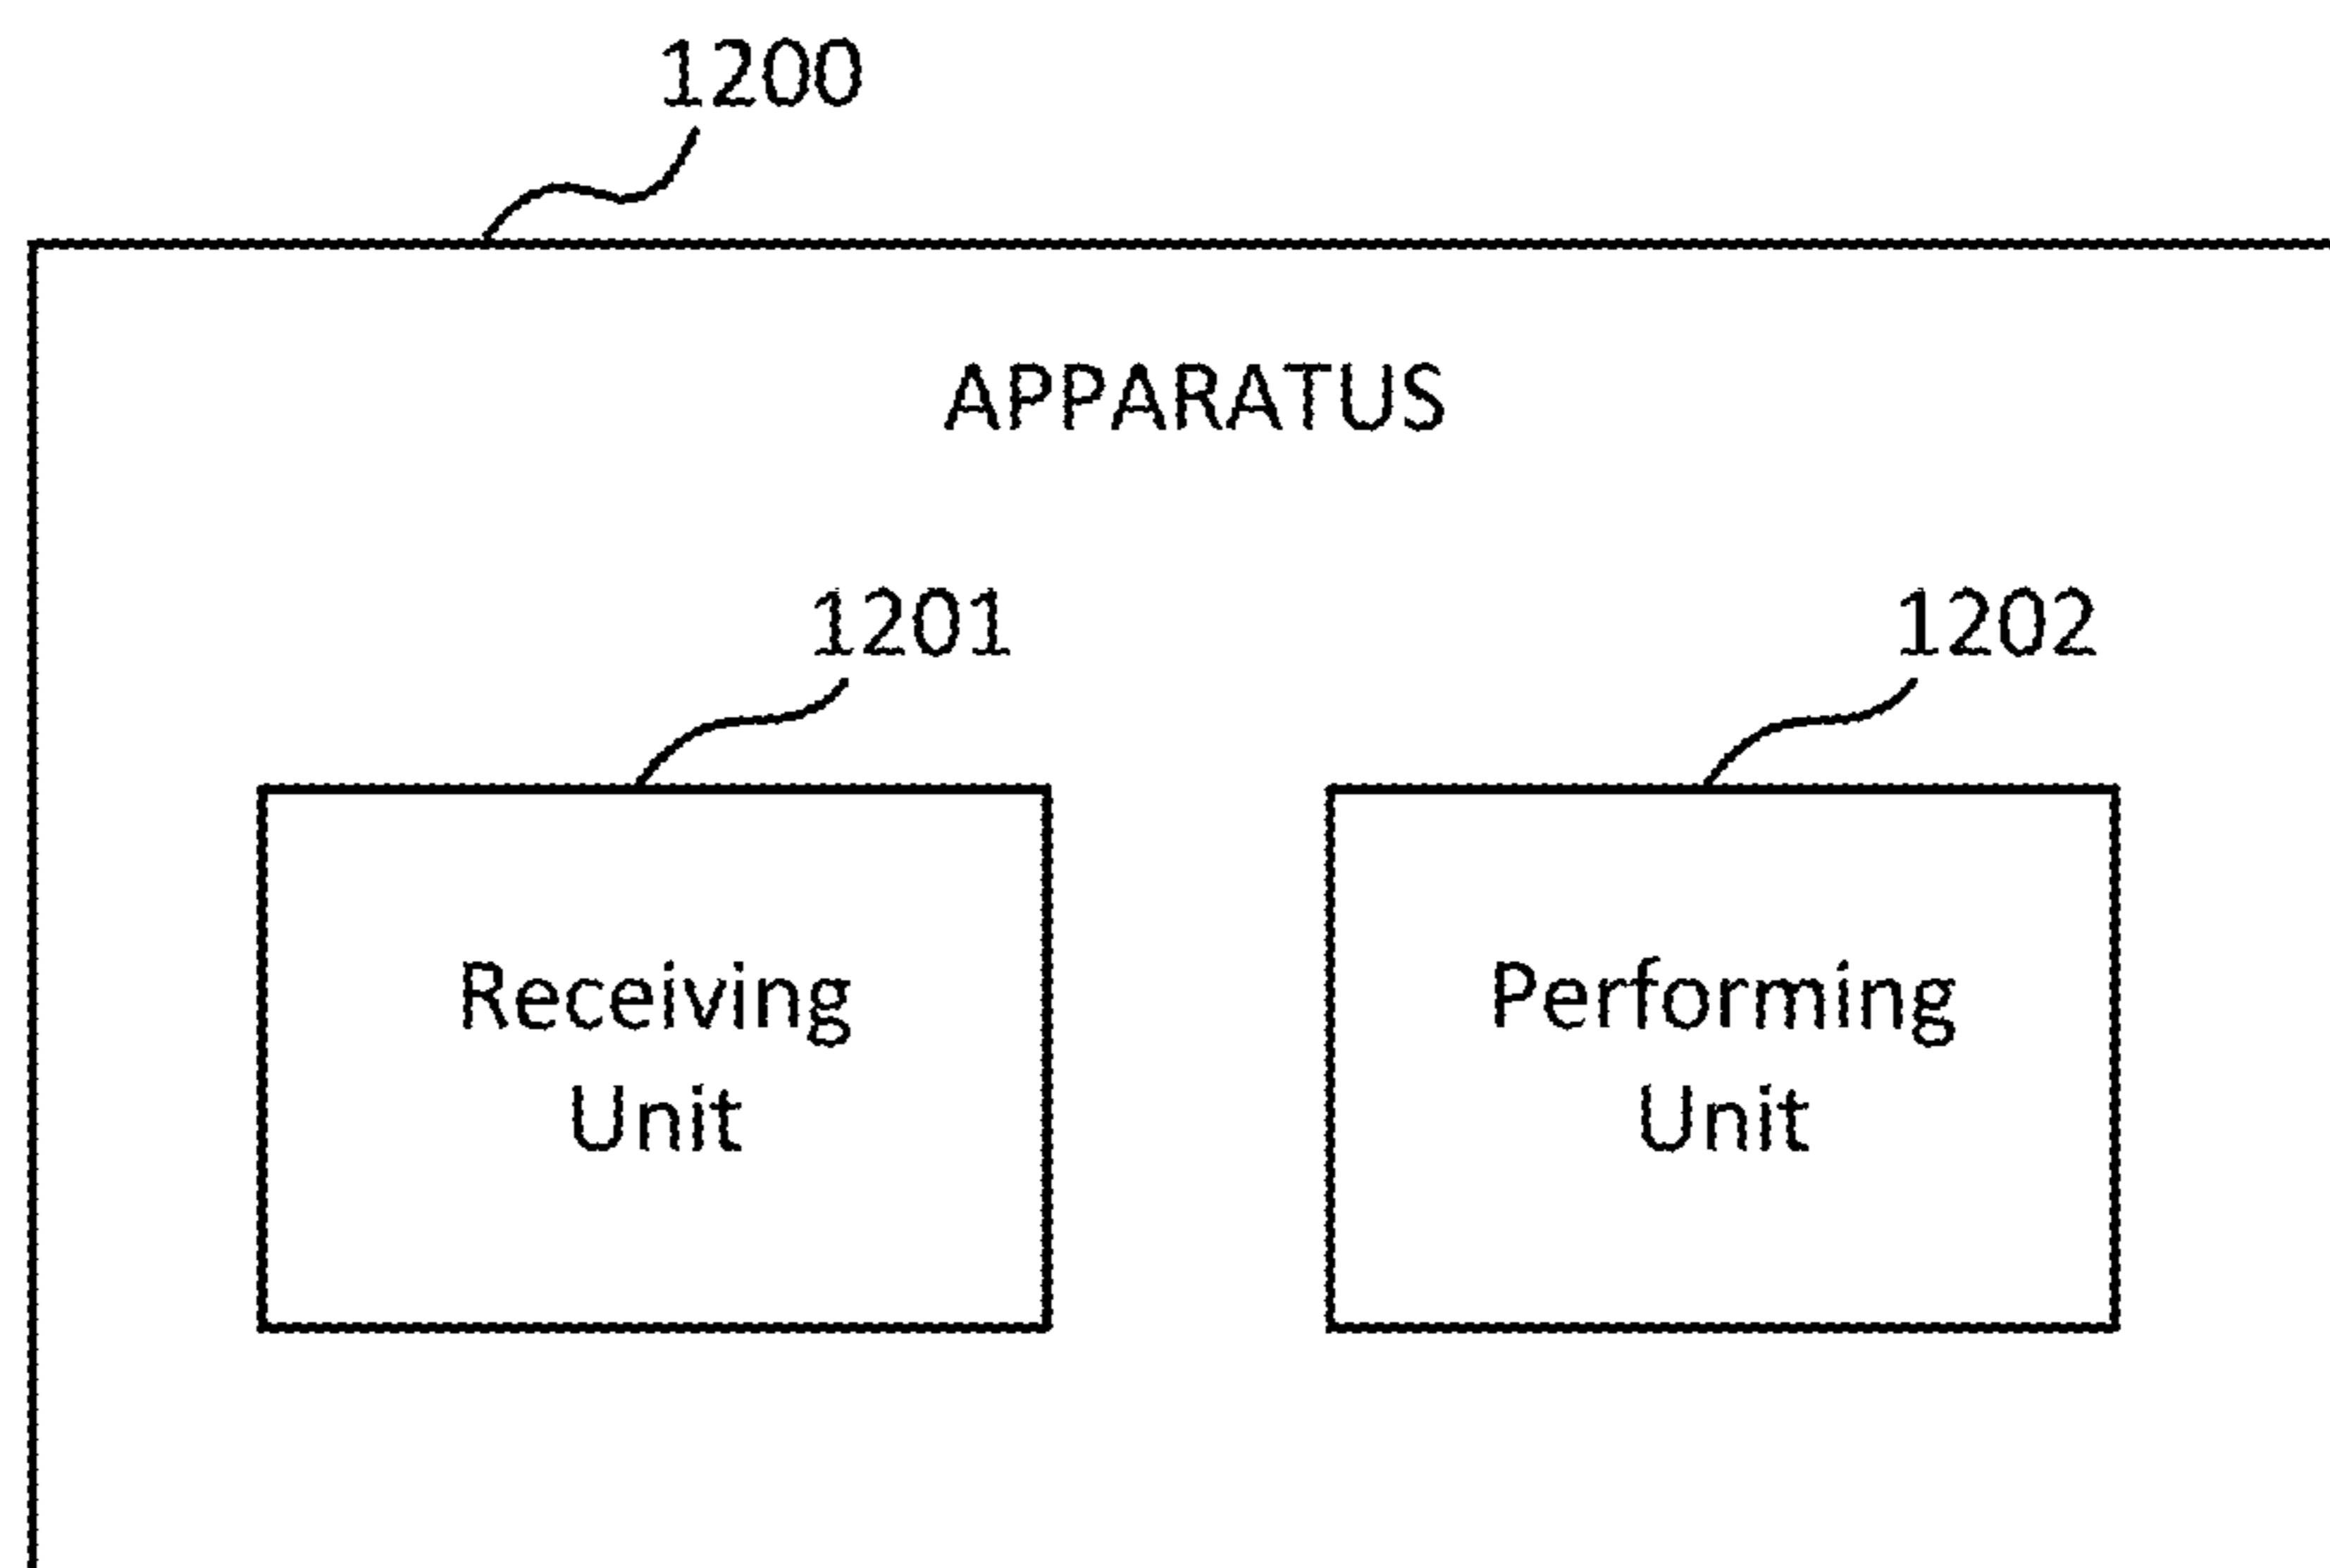 1200
APPARATUS
1201
1202
Receiving
Unit
Performing
Unit